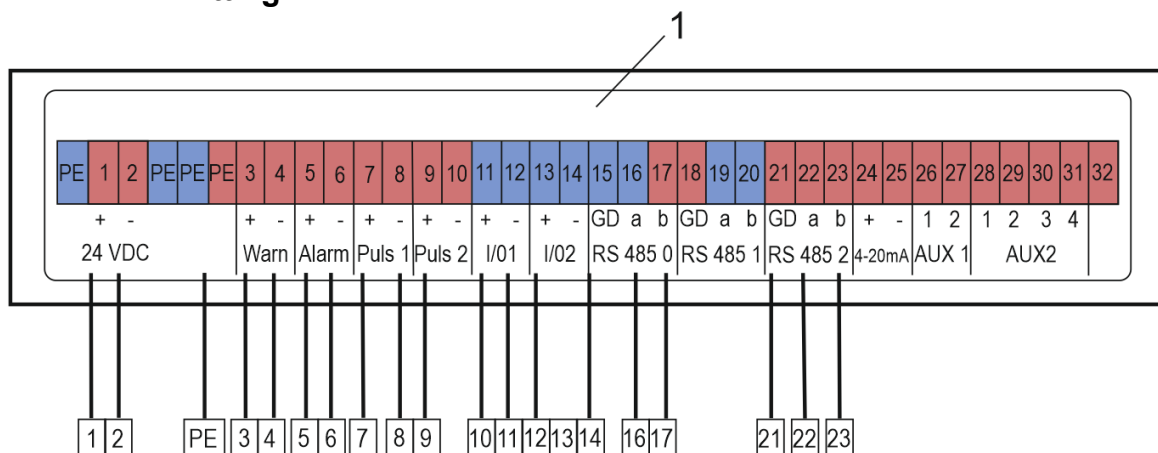 1
PE 1 2 PE PE PE 3 4 5 6 7 8 9 10 11 12 13 14 15 16 17 18 19 20 21 22 23 24 25 26 27 28 29 30 31 32
+ - + - + - + - + - + - + - GD a b GD a b GD a b + - 1 2 1 2 3 4
24 VDC Warn Alarm Puls 1 Puls 2 I/01 I/02 RS 485 0 RS 485 1 RS 485 2 4-20mA AUX 1 AUX2
1 2 PE 3 4 5 6 7 8 9 10 11 12 13 14 16 17 21 22 23